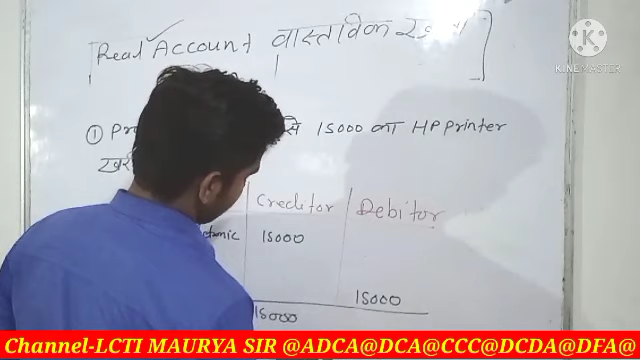 Real Account वास्तविक
① से 15000 का HP Printer
Creditor Debitor
15000
15000
15000
KINEMASTER
Channel-LCTI MAURYA SIR @ADCA@DCA@CCC@DCDA@DFA@